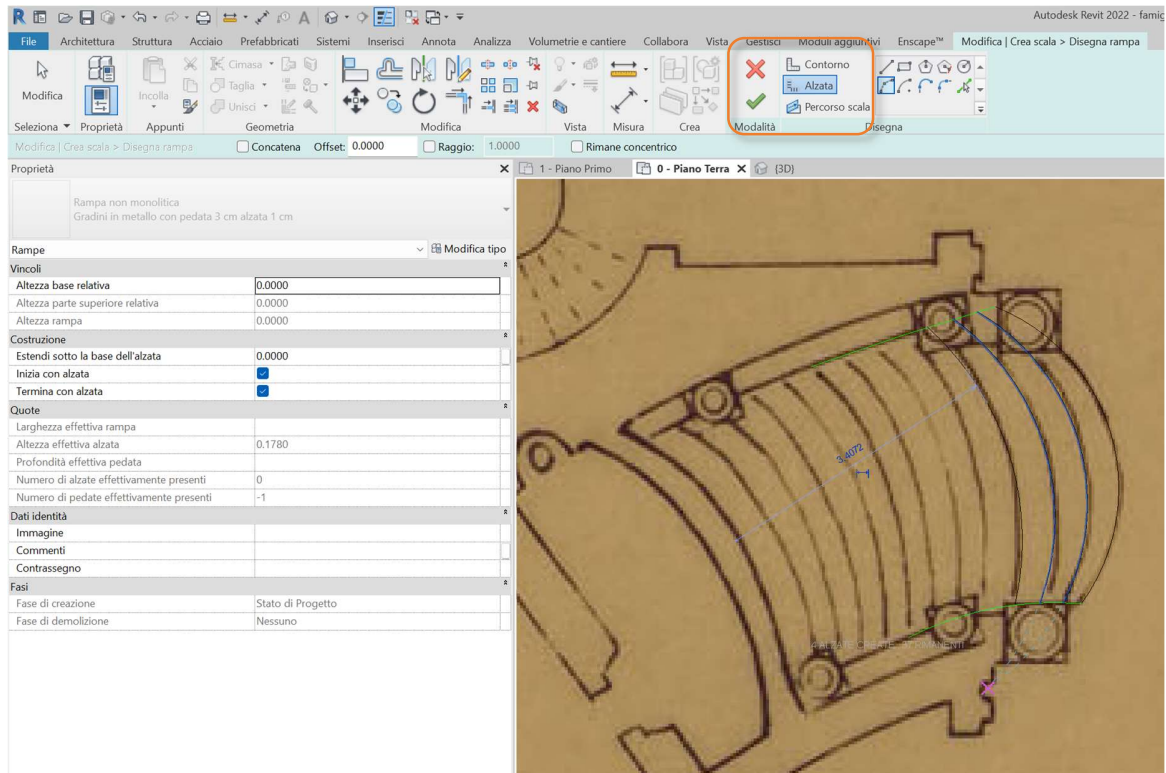 Autodesk Revit 2022 - famig
File Architettura Struttura Acciaio Prefabbricati Sistemi Inserisci Annota Analizza Volumetrie e cantiere Collabora Vista Gestisci Moduli aggiuntivi Enscape™ Modifica | Crea scala > Disegna rampa
Cimasa Contorno
Taglia Alzata
Modifica Incolla Unisci Percorso scala
Seleziona Proprietà Appunti Geometria Modifica Vista Misura Crea Modalità Disegna
Modifica | Crea scala > Disegna rampa Concatena Offset: 0.0000 Raggio: 1.0000 Rimane concentrico
Proprietà 1 - Piano Primo 0 - Piano Terra (3D)
Rampa non monolitica
Gradini in metallo con pedata 3 cm alzata 1 cm
Rampe Modifica tipo
Vincoli
Altezza base relativa 0.0000
Altezza parte superiore relativa 0.0000
Altezza rampa 0.0000
Costruzione
Estendi sotto la base dell'alzata 0.0000
Inizia con alzata
Termina con alzata
Quote
Larghezza effettiva rampa
Altezza effettiva alzata 0.1780
Profondità effettiva pedata
Numero di alzate effettivamente presenti 0
Numero di pedate effettivamente presenti -1
Dati identità
Immagine
Commenti
Contrassegno
Fasi
Fase di creazione Stato di Progetto
Fase di demolizione Nessuno
3.4072